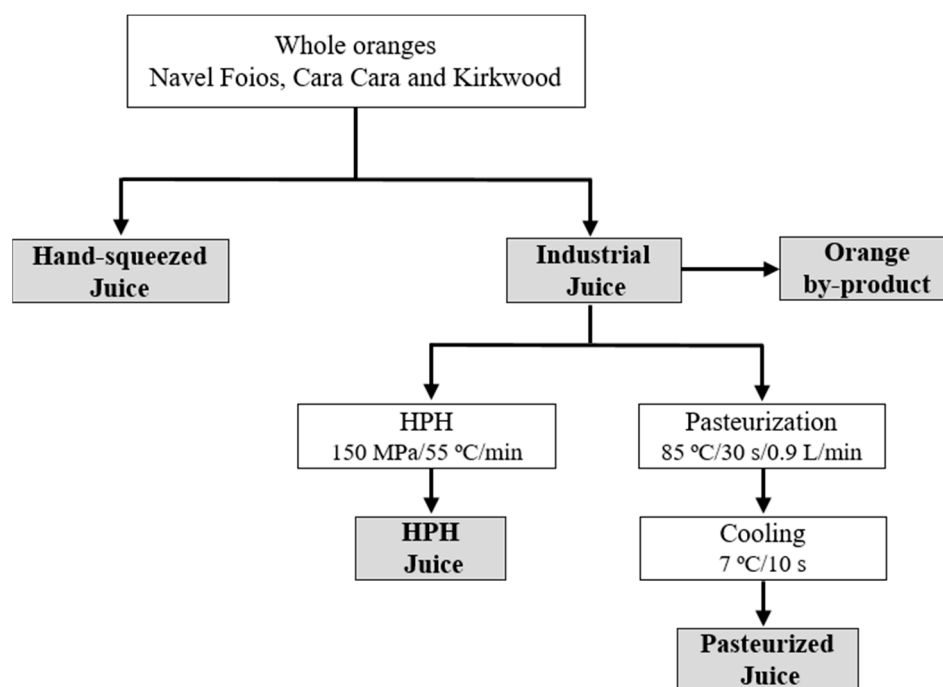 Whole oranges
Navel Foios, Cara Cara and Kirkwood
Hand-squeezed
Juice
Industrial
Juice
Orange
by-product
HPH
150 MPa/55 ºC/min
Pasteurization
85 ºC/30 s/0.9 L/min
HPH
Juice
Cooling
7 ºC/10 s
Pasteurized
Juice